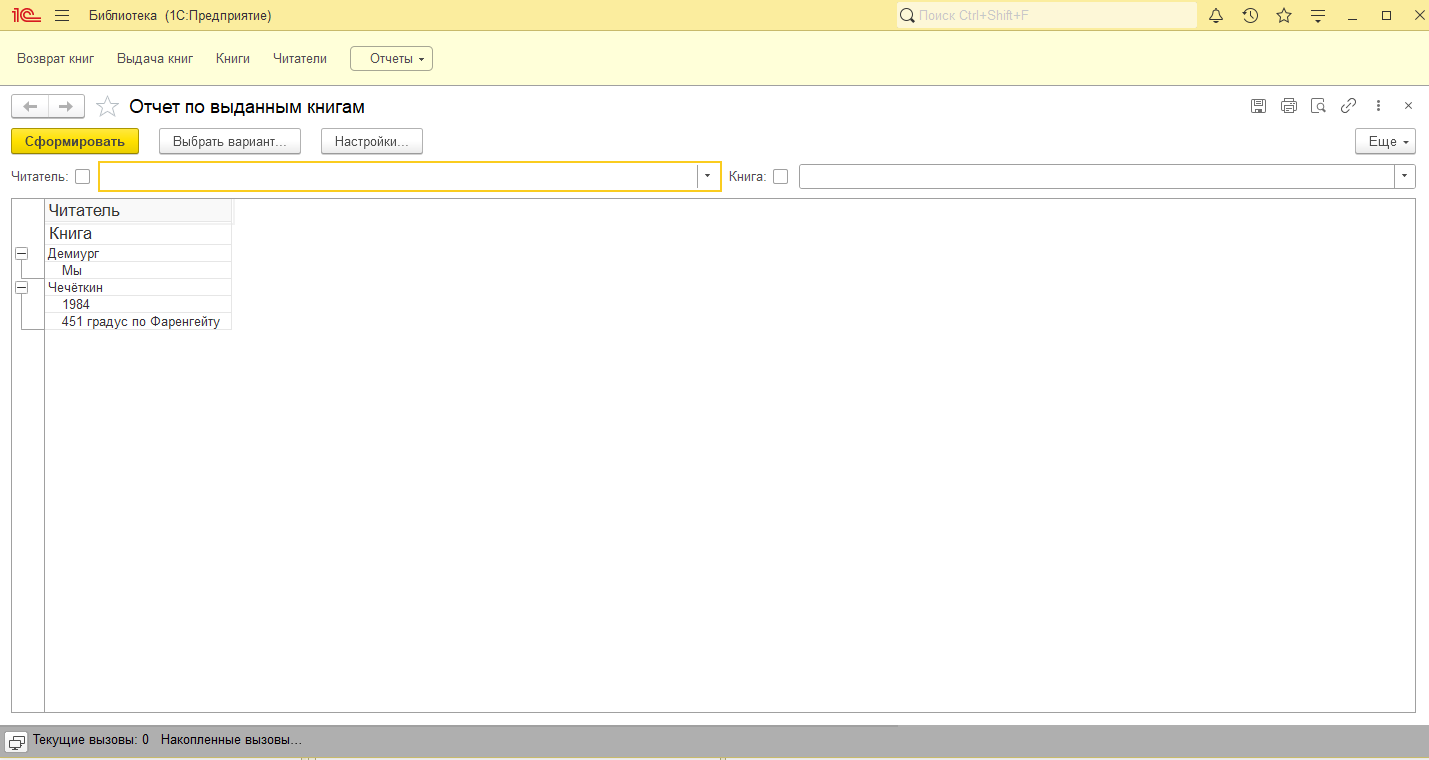 1С Библиотека (1С:Предприятие) Поиск Ctrl+Shift+F
Возврат книг Выдача книг Книги Читатели Отчеты
Отчет по выданным книгам
Сформировать Выбрать вариант... Настройки... Еще
Читатель: Книга:
Читатель
Книга
Демиург
Мы
Чечёткин
1984
451 градус по Фаренгейту
Текущие вызовы: 0 Накопленные вызовы...